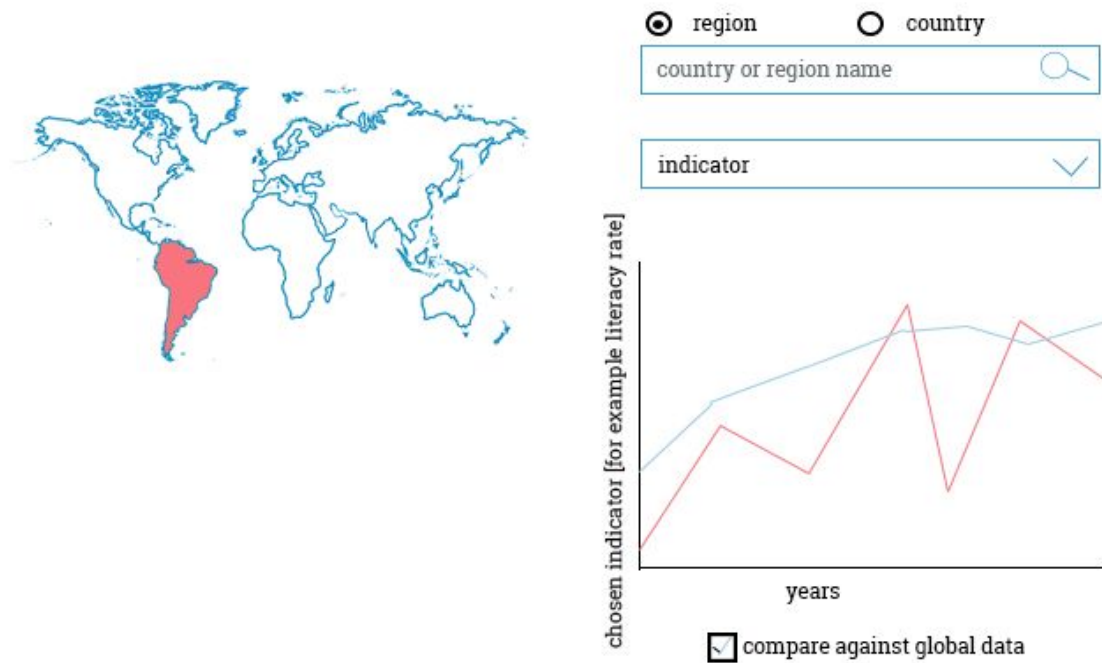 region
country
country or region name
indicator
chosen indicator [for example literacy rate]
years
compare against global data